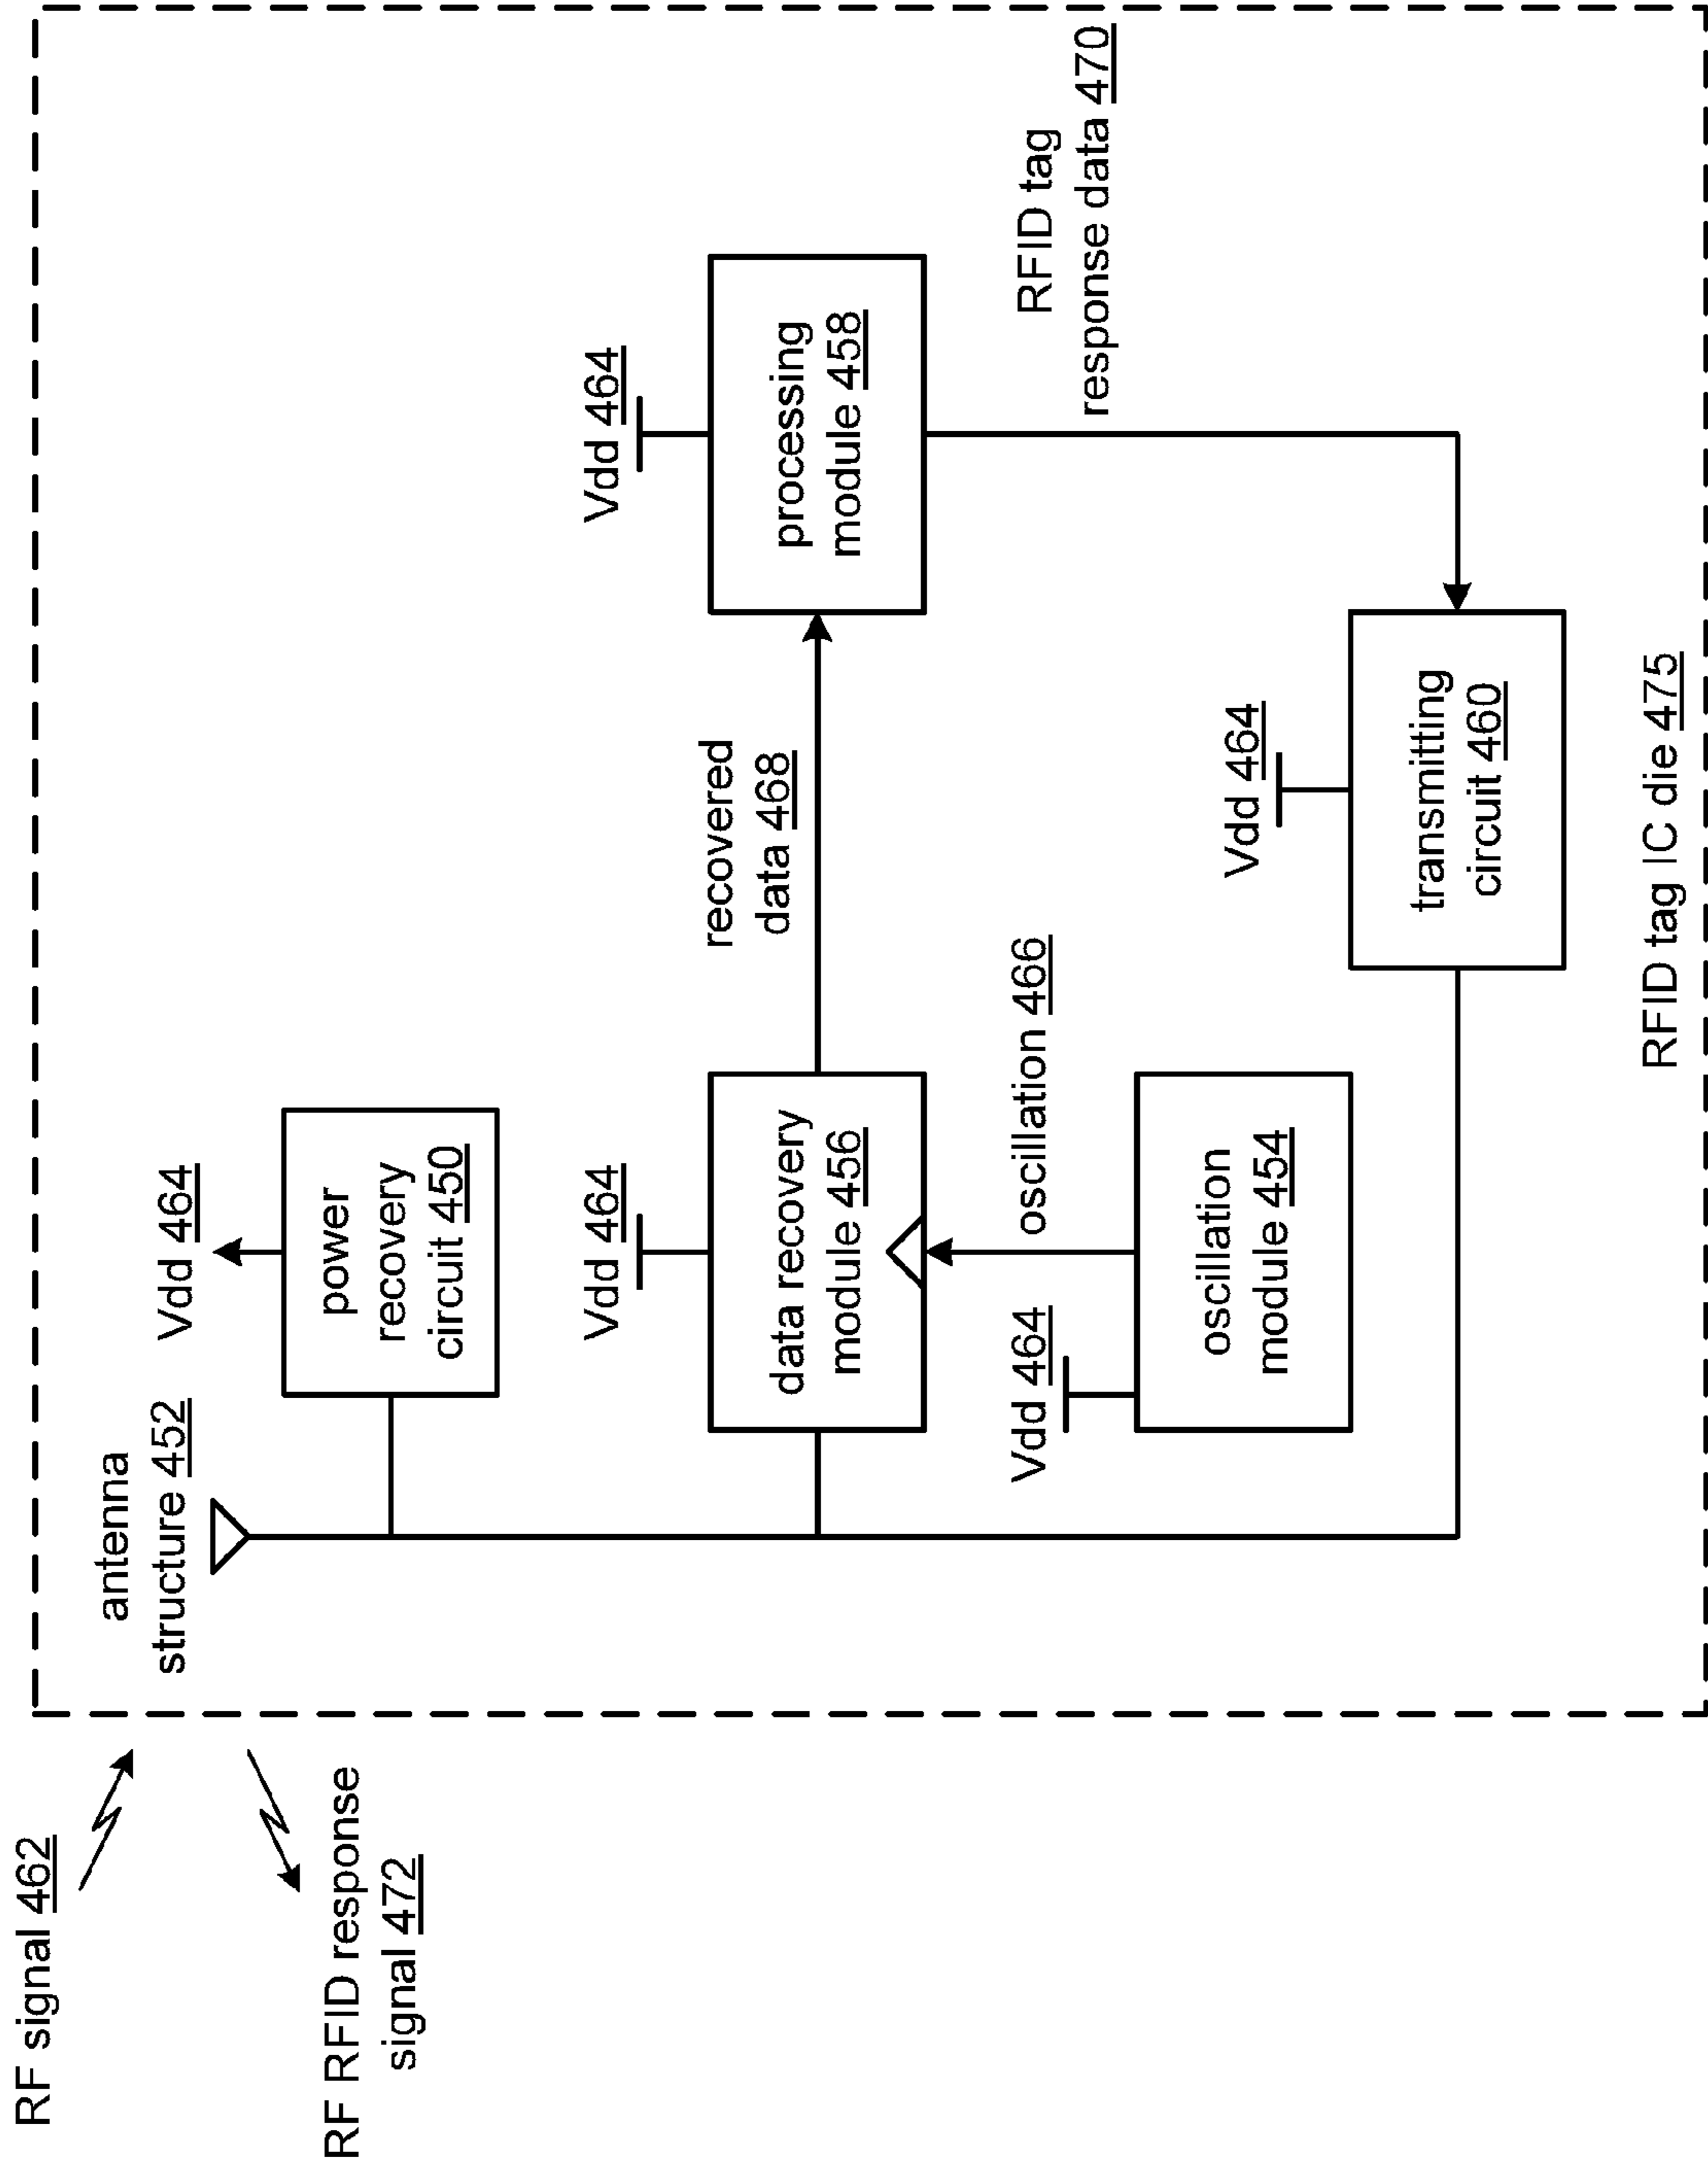 RF signal 462
RF RFID response
signal 472
antenna
structure 452
Vdd 464
power
recovery
circuit 450
Vdd 464
data recovery
module 456
recovered
data 468
Vdd 464
processing
module 458
oscillation 466
Vdd 464
oscillation
module 454
RFID tag
response data 470
Vdd 464
transmitting
circuit 460
RFID tag IC die 475